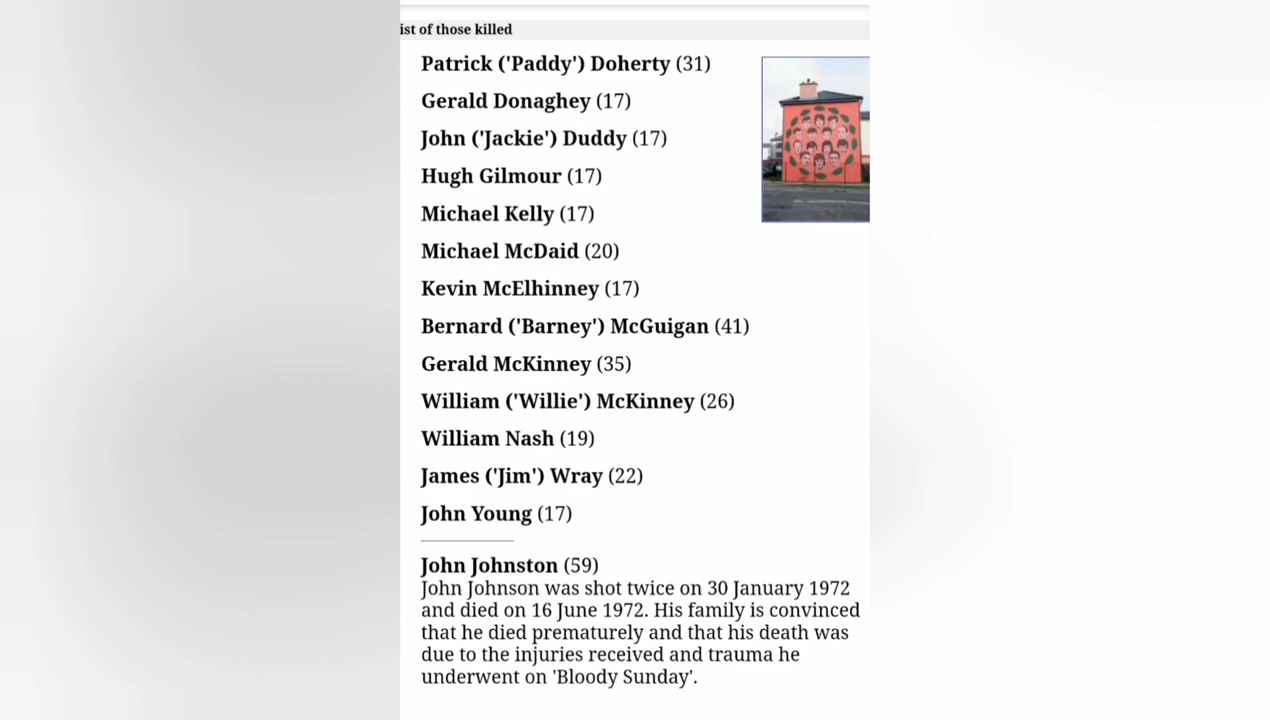 ist of those killed
Patrick ('Paddy') Doherty (31)
Gerald Donaghey (17)
John ('Jackie') Duddy (17)
Hugh Gilmour (17)
Michael Kelly (17)
Michael McDaid (20)
Kevin McElhinney (17)
Bernard ('Barney') McGuigan (41)
Gerald McKinney (35)
William ('Willie') McKinney (26)
William Nash (19)
James ('Jim') Wray (22)
John Young (17)
John Johnston (59)
John Johnson was shot twice on 30 January 1972
and died on 16 June 1972. His family is convinced
that he died prematurely and that his death was
due to the injuries received and trauma he
underwent on 'Bloody Sunday'.